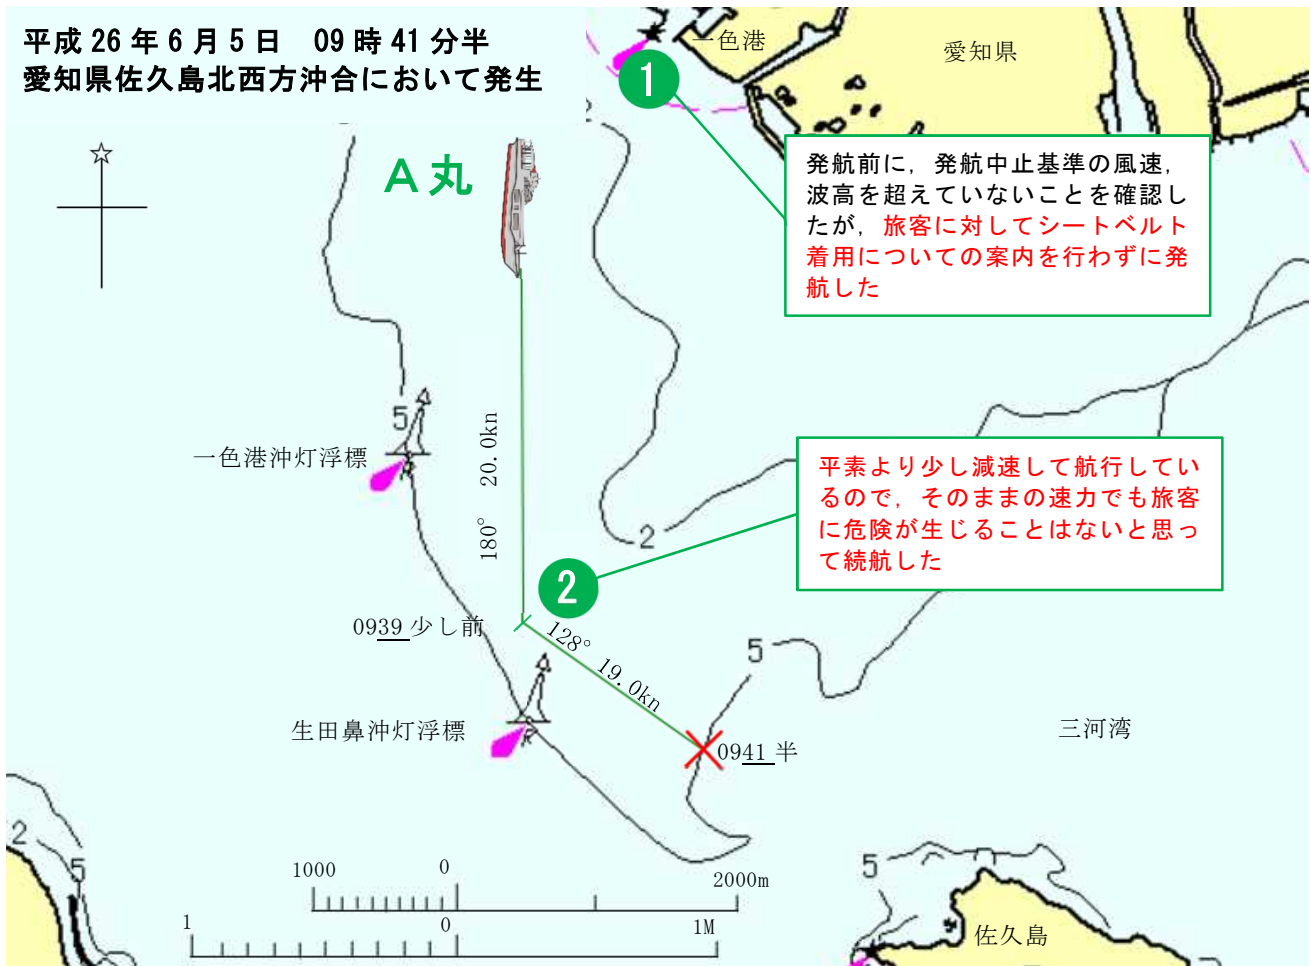 平成 26 年 6 月 5 日　09 時 41 分半
愛知県佐久島北西方沖合において発生
一色港
愛知県
1
A 丸
発航前に，発航中止基準の風速，
波高を超えていないことを確認し
たが，旅客に対してシートベルト
着用についての案内を行わずに発
航した
5
一色港沖灯浮標
R
180°　20.0kn
2
平素より少し減速して航行してい
るので，そのままの速力でも旅客
に危険が生じることはないと思っ
て続航した
2
0939 少し前
128°　19.0kn
5
生田鼻沖灯浮標
R
0941 半
三河湾
2
5
1000
0
2000m
1
0
1M
5
佐久島